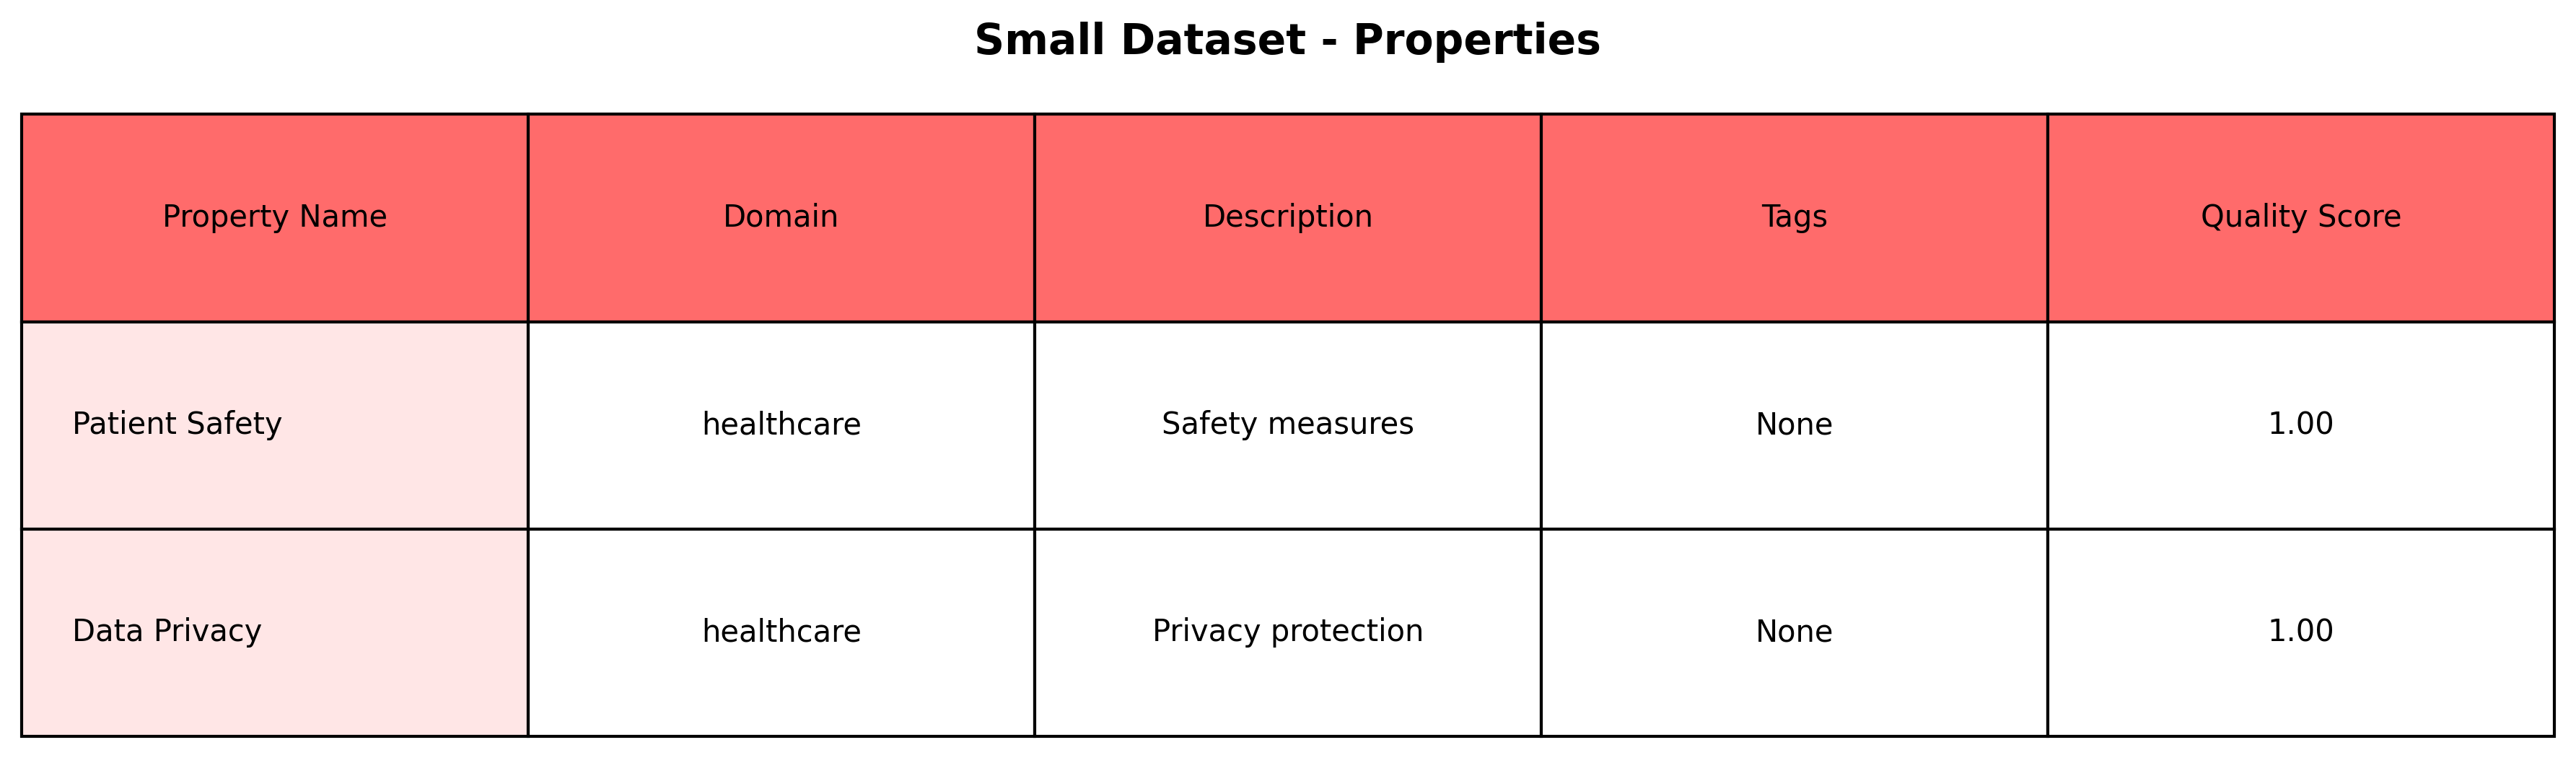 Small Dataset - Properties
Property Name Domain Description Tags Quality Score
Patient Safety healthcare Safety measures None 1.00
Data Privacy healthcare Privacy protection None 1.00